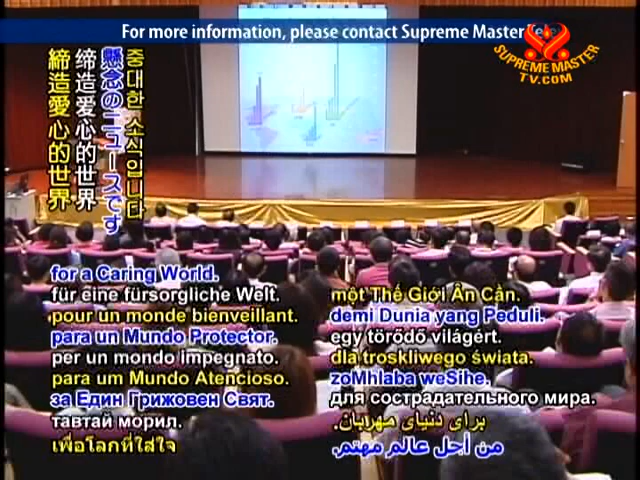 For more information, please contact Supreme Master
SUPREME MASTER
TV.COM
중대한 소식입니다
懸念のニュースです
缔造爱心的世界
締造愛心的世界
for a Caring World.
für eine fürsorgliche Welt.
pour un monde bienveillant.
para un Mundo Protector.
per un mondo impegnato.
para um Mundo Atencioso.
за Един Грижовен Свят.
тавтай морил.
เพื่อโลกที่ใส่ใจ
một Thế Giới Ân Cần.
demi Dunia yang Peduli.
egy törődő világért.
dla troskliwego świata.
zoMhlaba weSihe.
для сострадательного мира.
برای دنیای مهربان.
من أجل عالم مهتم.